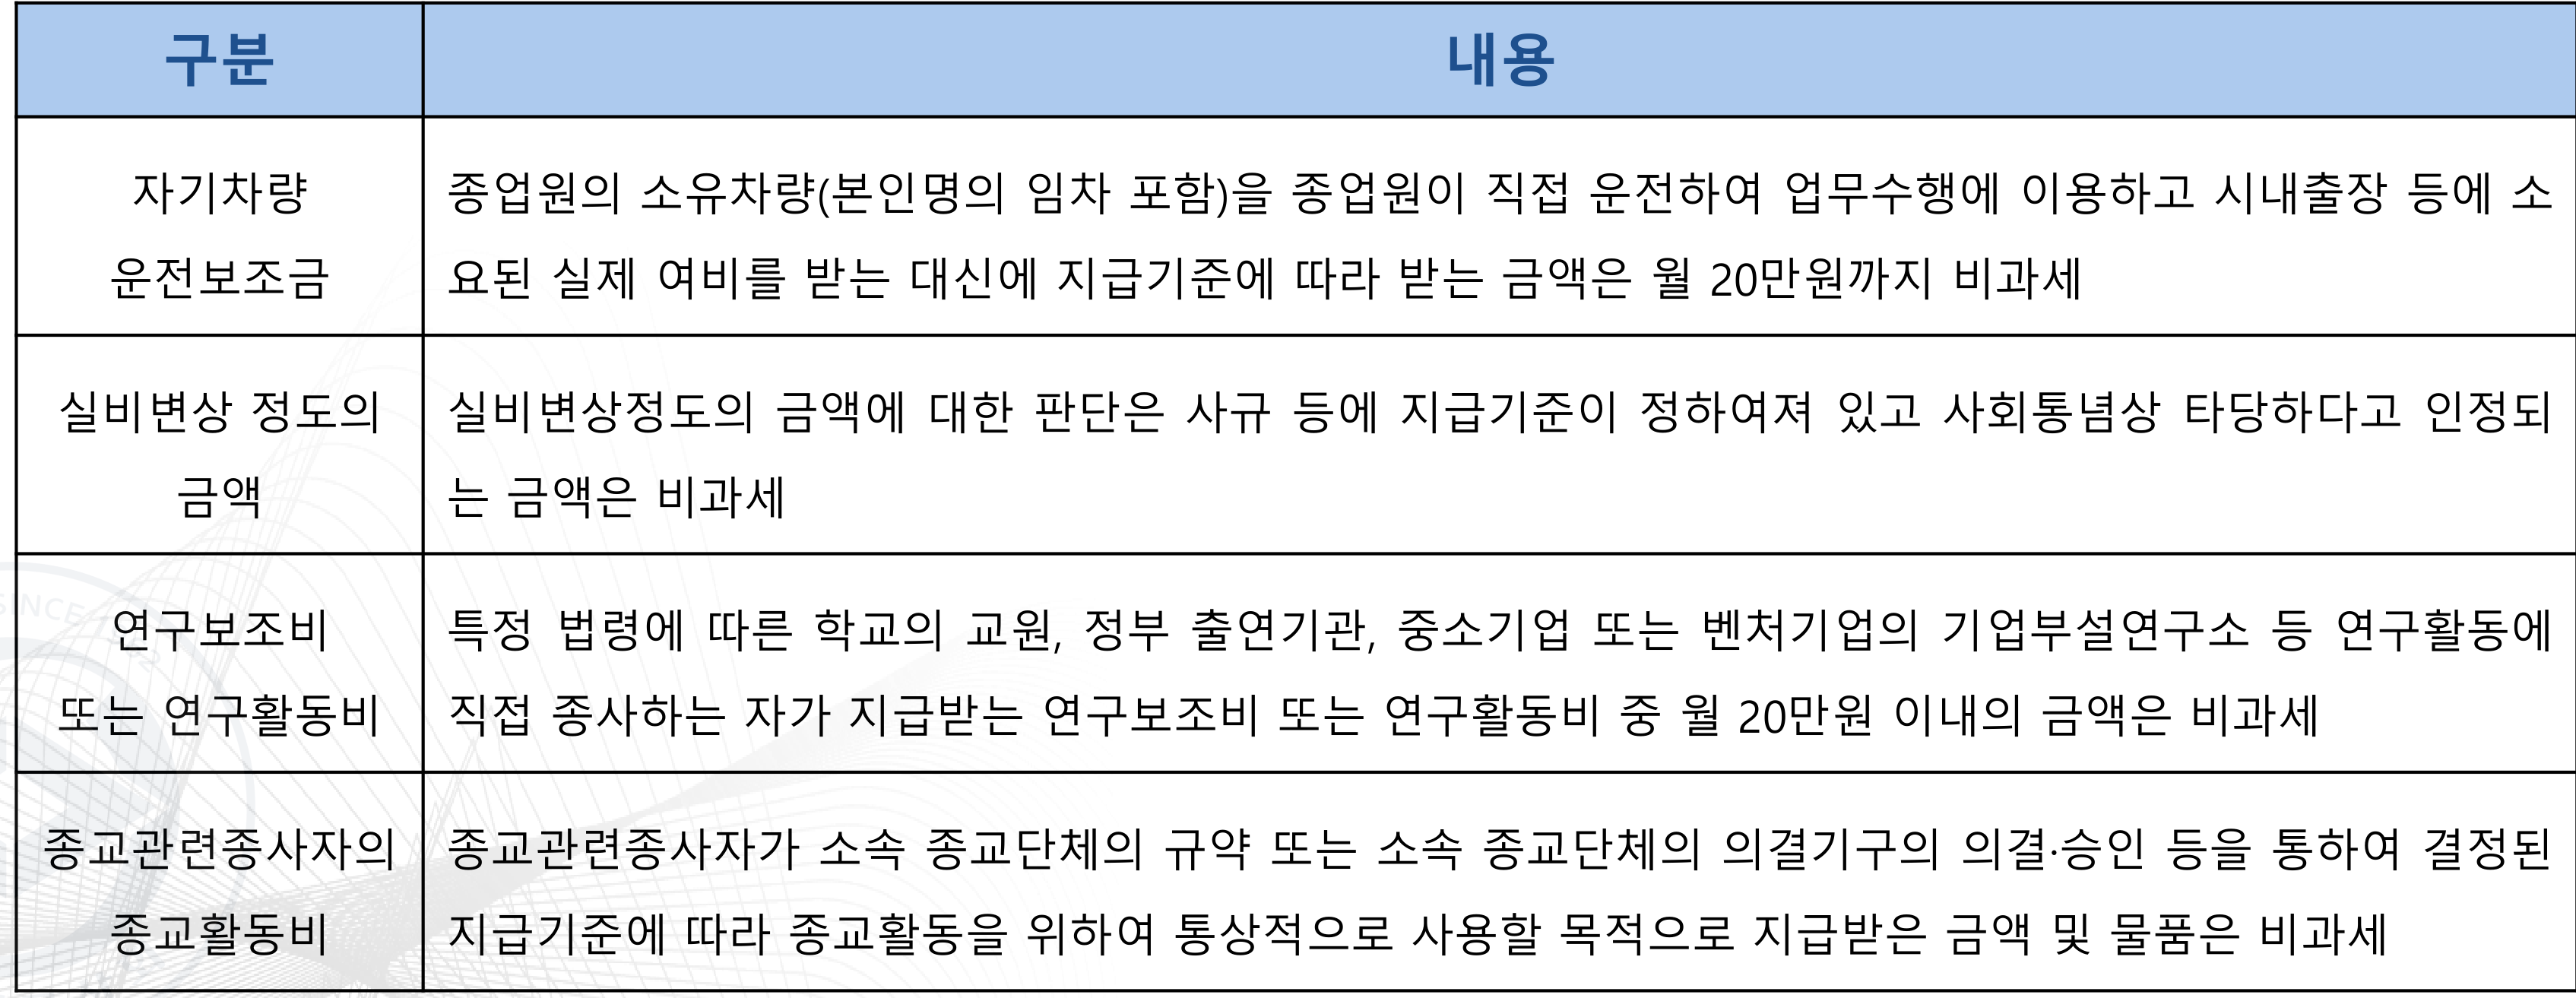 구분
내용
자기차량
운전보조금
종업원의 소유차량(본인명의 임차 포함)을 종업원이 직접 운전하여 업무수행에 이용하고 시내출장 등에 소
요된 실제 여비를 받는 대신에 지급기준에 따라 받는 금액은 월 20만원까지 비과세
실비변상 정도의
금액
실비변상정도의 금액에 대한 판단은 사규 등에 지급기준이 정하여져 있고 사회통념상 타당하다고 인정되
는 금액은 비과세
연구보조비
또는 연구활동비
특정 법령에 따른 학교의 교원, 정부 출연기관, 중소기업 또는 벤처기업의 기업부설연구소 등 연구활동에
직접 종사하는 자가 지급받는 연구보조비 또는 연구활동비 중 월 20만원 이내의 금액은 비과세
종교관련종사자의
종교활동비
종교관련종사자가 소속 종교단체의 규약 또는 소속 종교단체의 의결기구의 의결·승인 등을 통하여 결정된
지급기준에 따라 종교활동을 위하여 통상적으로 사용할 목적으로 지급받은 금액 및 물품은 비과세
SINCE